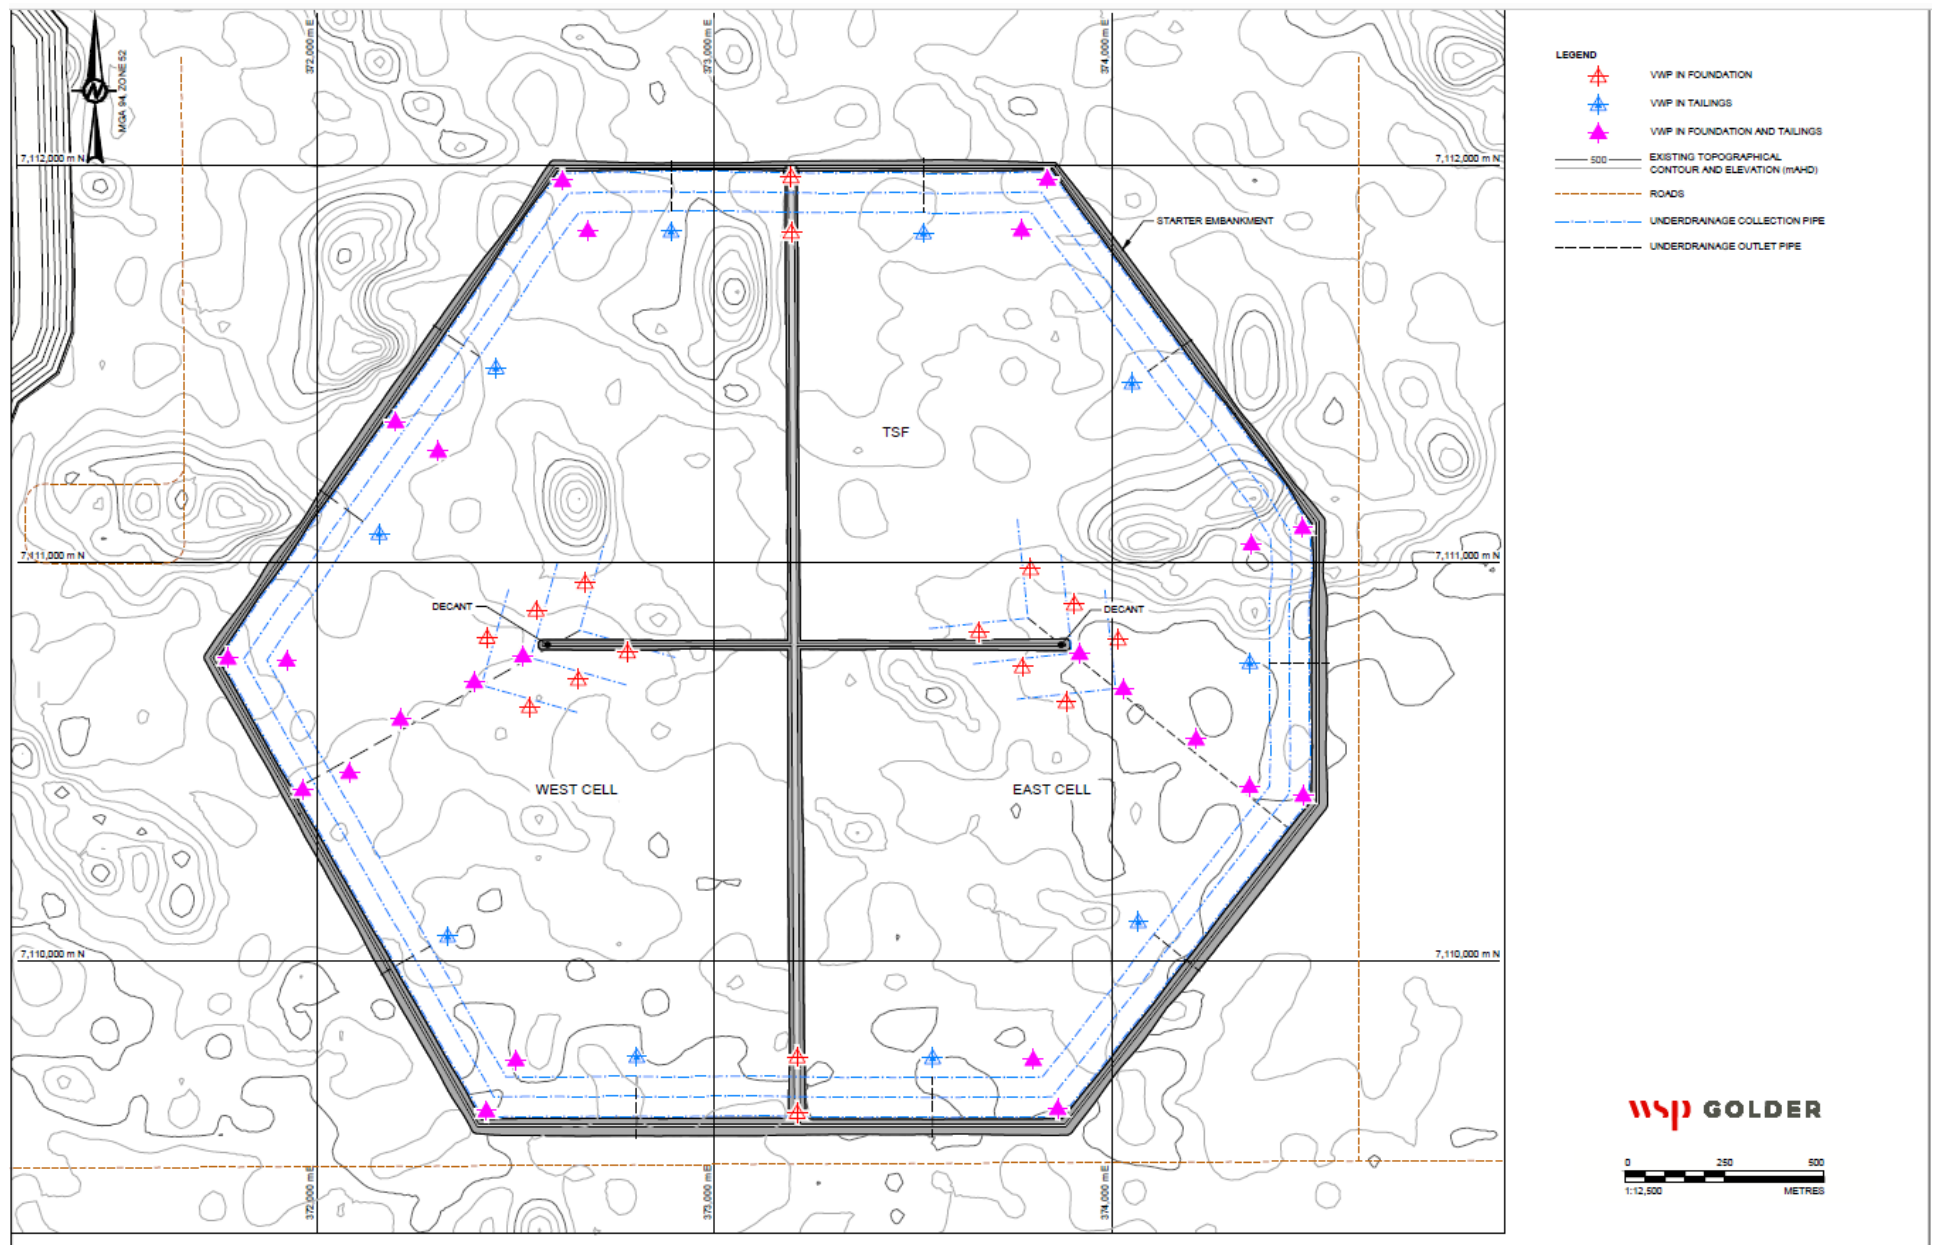 372,000 m E
373,000 m E
374,000 m E
MGA 94, ZONE 52
N
LEGEND
VWP IN FOUNDATION
VWP IN TAILINGS
VWP IN FOUNDATION AND TAILINGS
500
EXISTING TOPOGRAPHICAL
CONTOUR AND ELEVATION (mAHD)
ROADS
UNDERDRAINAGE COLLECTION PIPE
UNDERDRAINAGE OUTLET PIPE
7,112,000 m N
7,112,000 m N
STARTER EMBANKMENT
TSF
7,111,000 m N
7,111,000 m N
DECANT
DECANT
WEST CELL
EAST CELL
7,110,000 m N
7,110,000 m N
372,000 m E
373,000 m E
374,000 m E
wsp GOLDER
0 250 500
1:12,500 METRES